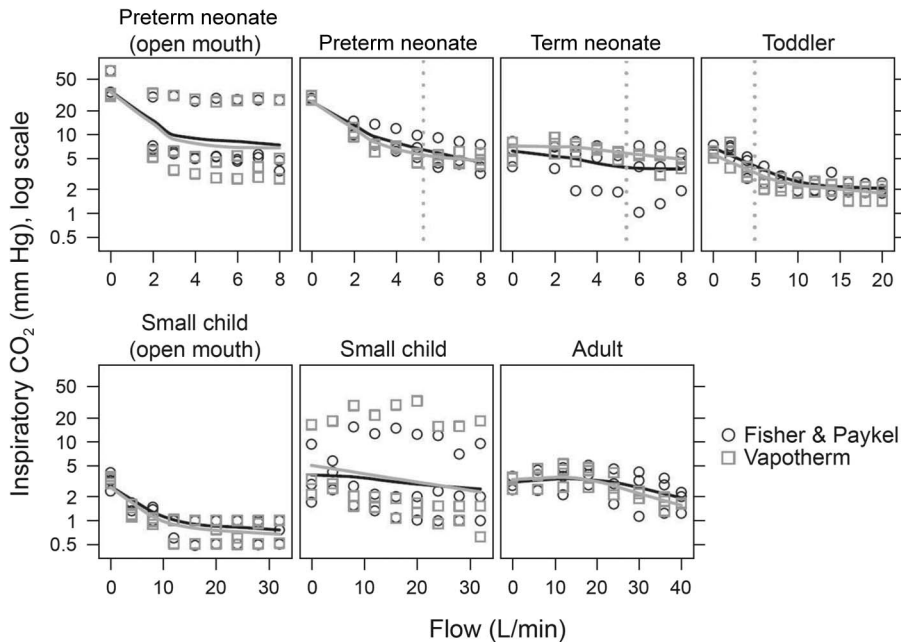 Preterm neonate
(open mouth)
Preterm neonate
Term neonate
Toddler
50
20
10
5
2
1
0.5
0 2 4 6 8
0 2 4 6 8
0 2 4 6 8
0 5 10 15 20
Small child
(open mouth)
Small child
Adult
50
20
10
5
2
1
0.5
0 10 20 30
0 10 20 30
0 10 20 30 40
Inspiratory CO₂ (mm Hg), log scale
Flow (L/min)
Fisher & Paykel
Vapotherm